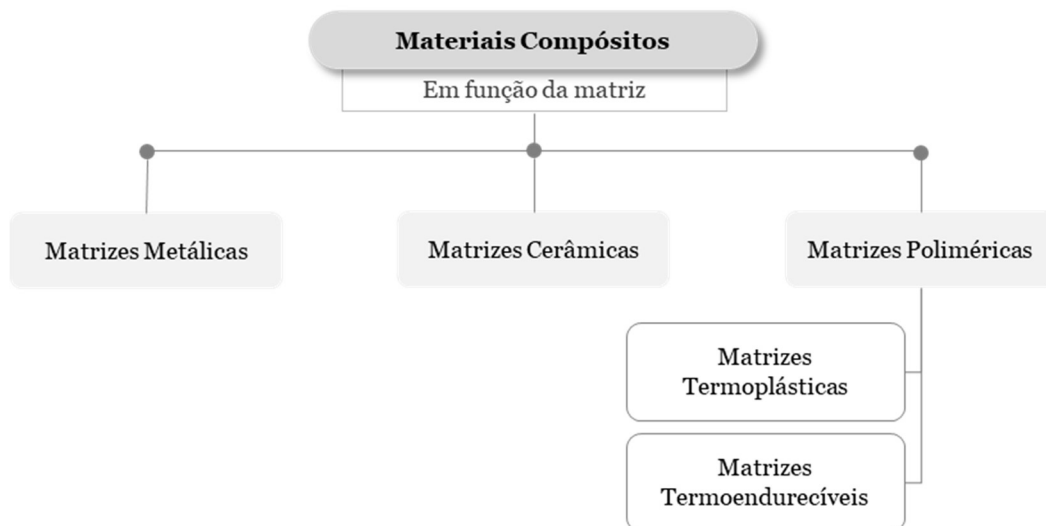 Materiais Compósitos
Em função da matriz
Matrizes Metálicas
Matrizes Cerâmicas
Matrizes Poliméricas
Matrizes
Termoplásticas
Matrizes
Termoendurecíveis